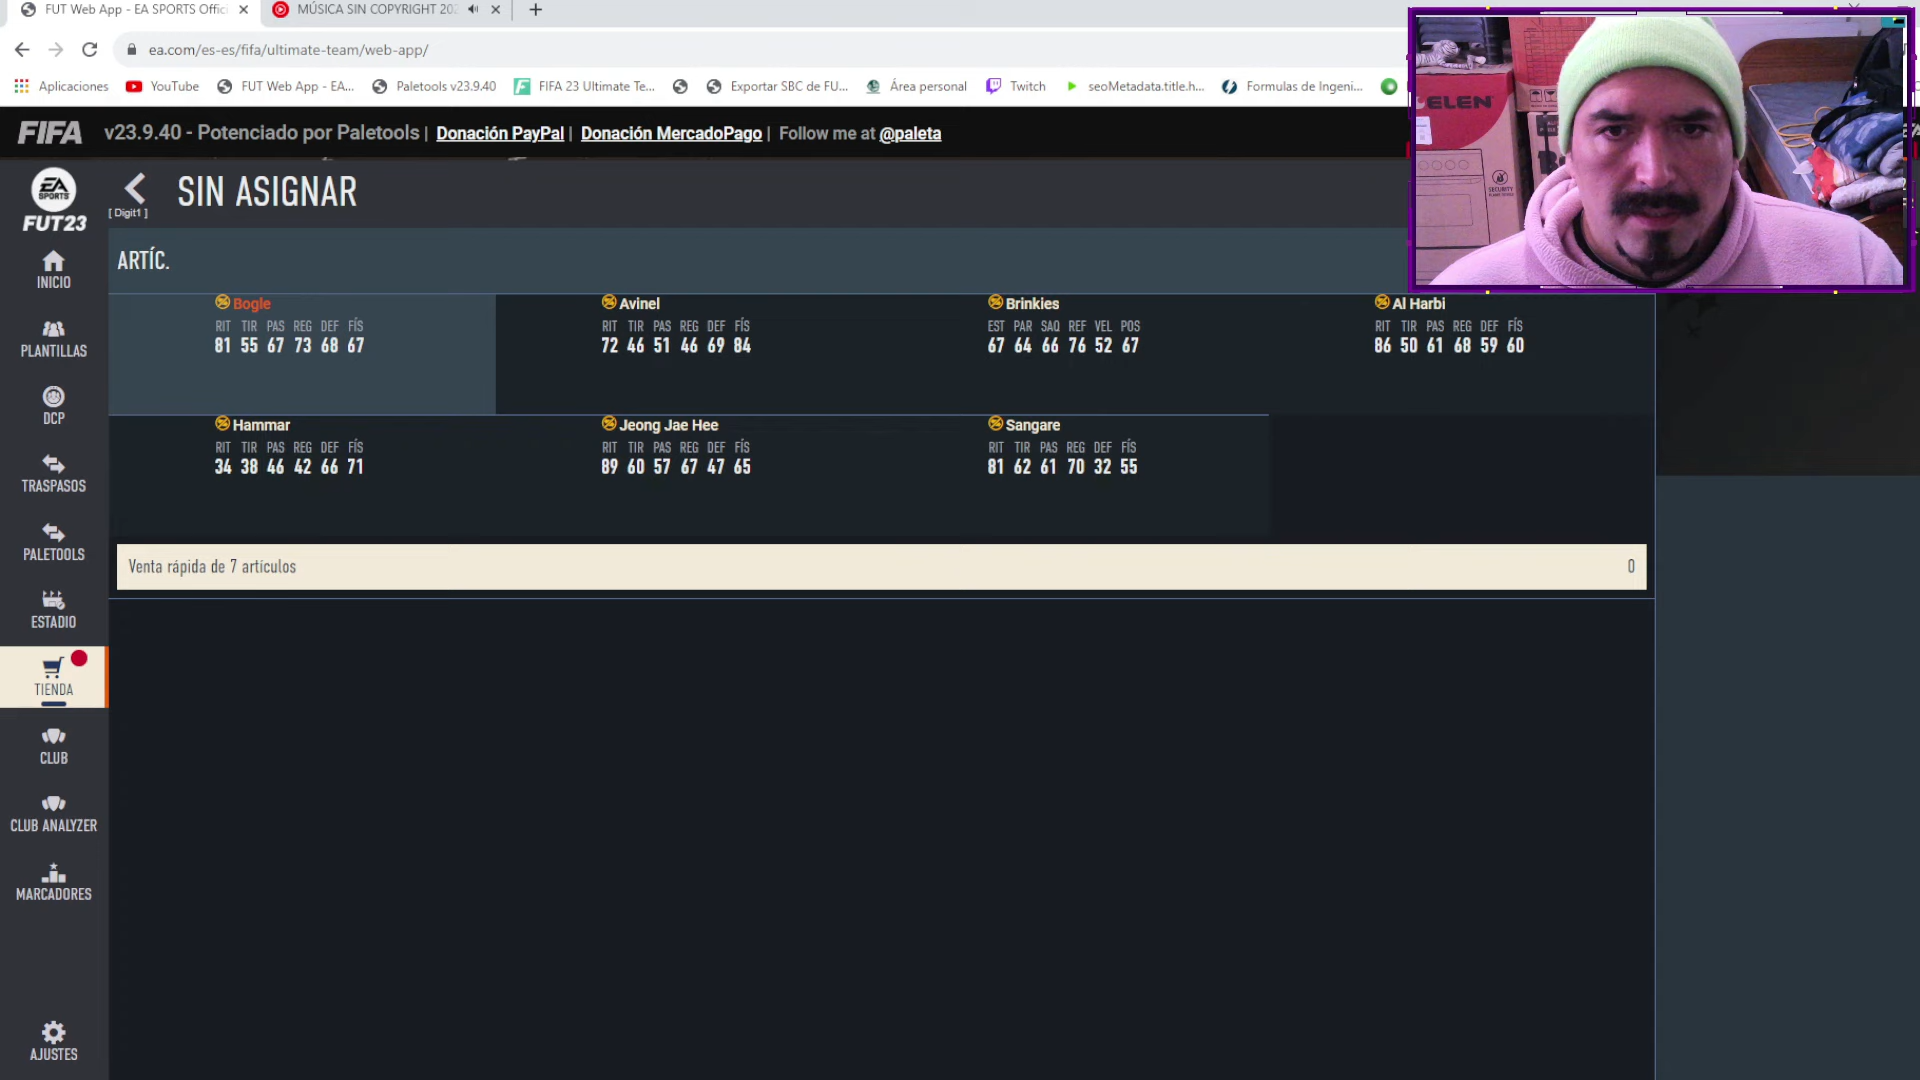 FUT Web App - EA SPORTS Offici
MÚSICA SIN COPYRIGHT 202
ea.com/es-es/fifa/ultimate-team/web-app/
Aplicaciones
YouTube
FUT Web App - EA...
Paletools v23.9.40
FIFA 23 Ultimate Te...
Exportar SBC de FU...
Área personal
Twitch
seoMetadata.title.h...
Formulas de Ingeni...
FIFA v23.9.40 - Potenciado por Paletools | Donación PayPal | Donación MercadoPago | Follow me at @paleta
EA SPORTS
FUT23
[ Digit1 ]
SIN ASIGNAR
ELEN
SECURITY
INICIO
PLANTILLAS
DCP
TRASPASOS
PALETOOLS
ESTADIO
TIENDA
CLUB
CLUB ANALYZER
MARCADORES
AJUSTES
ARTÍC.
Bogle
RIT TIR PAS REG DEF FÍS
81 55 67 73 68 67
Avinel
RIT TIR PAS REG DEF FÍS
72 46 51 46 69 84
Brinkies
EST PAR SAQ REF VEL POS
67 64 66 76 52 67
Al Harbi
RIT TIR PAS REG DEF FÍS
86 50 61 68 59 60
Hammar
RIT TIR PAS REG DEF FÍS
34 38 46 42 66 71
Jeong Jae Hee
RIT TIR PAS REG DEF FÍS
89 60 57 67 47 65
Sangare
RIT TIR PAS REG DEF FÍS
81 62 61 70 32 55
Venta rápida de 7 artículos 0